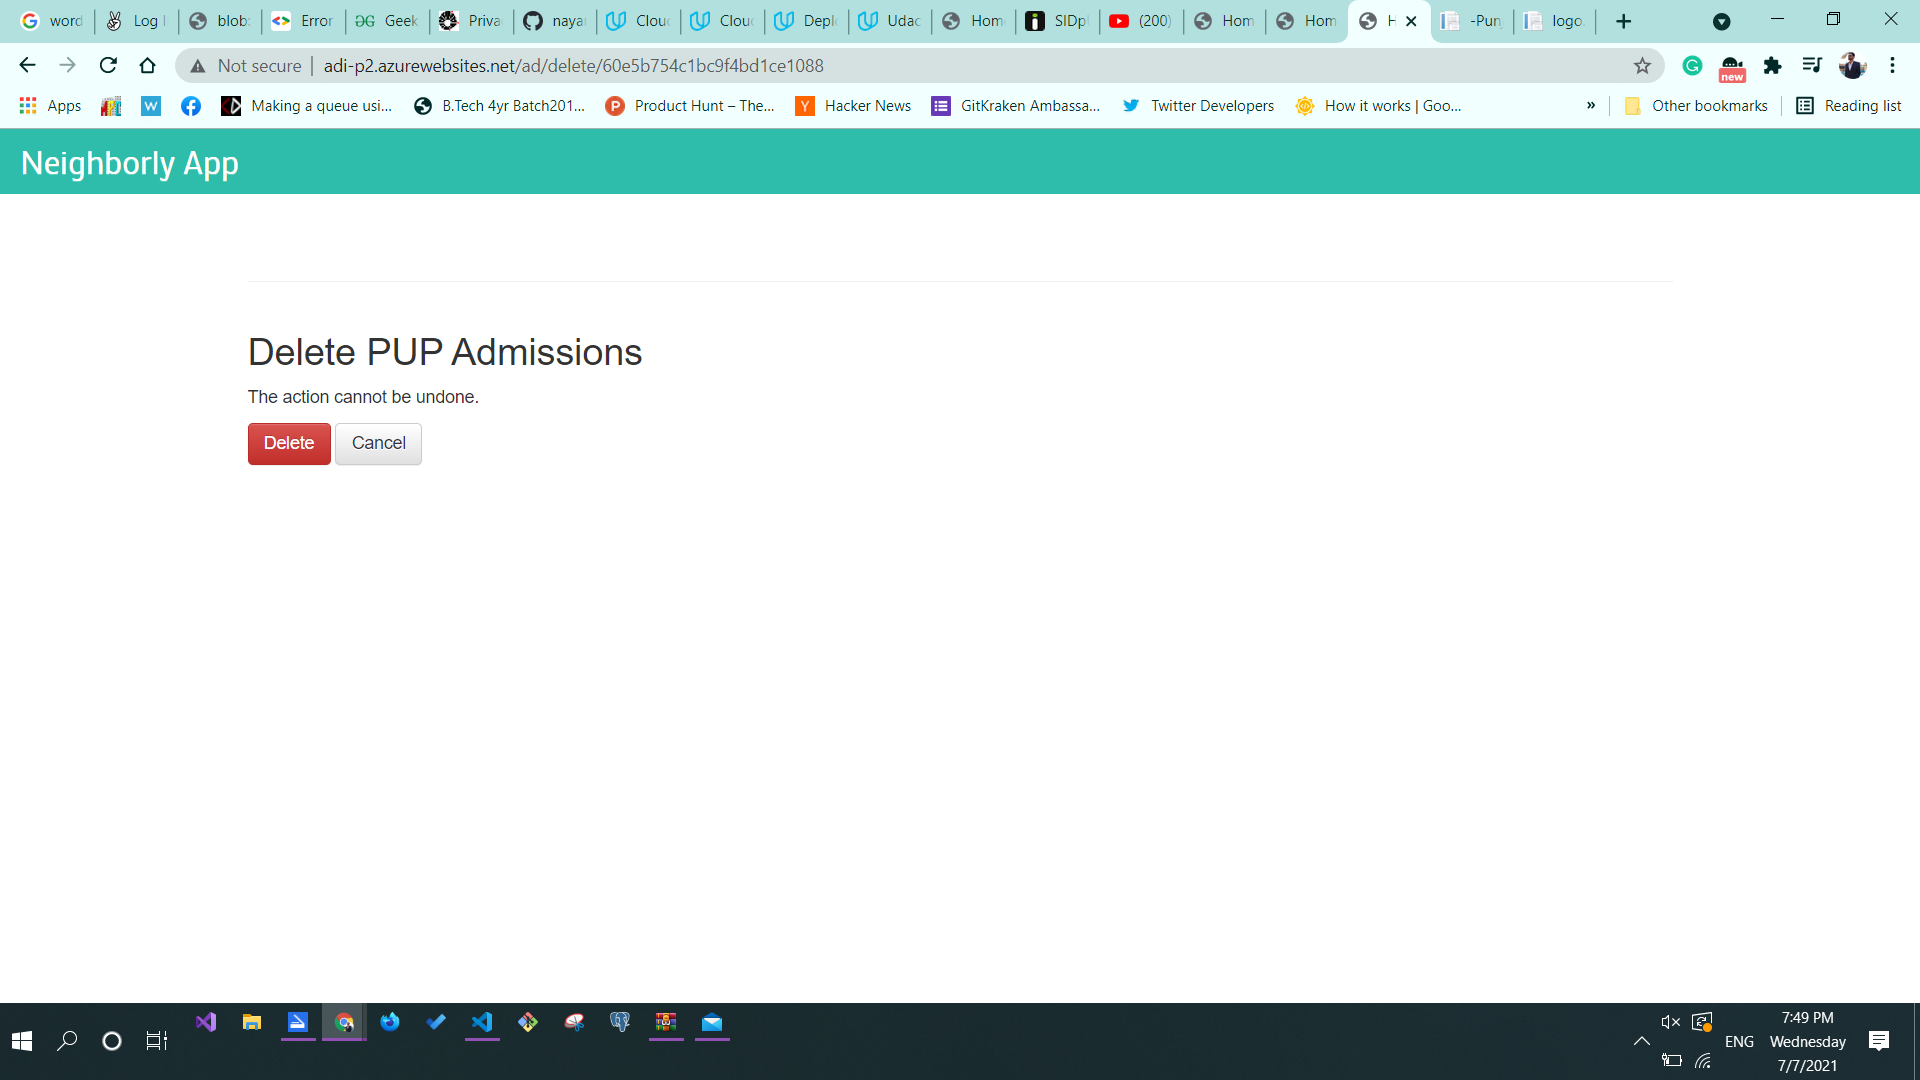 word
Log
blob
Error
Geek
Priva
naya
Clou
Clou
Depl
Udac
Hom
SIDp
(200)
Hom
Hom
H
-Pun
logo.
Not secure
adi-p2.azurewebsites.net/ad/delete/60e5b754c1bc9f4bd1ce1088
new
Apps
Making a queue usi...
B.Tech 4yr Batch201...
Product Hunt – The...
Hacker News
GitKraken Ambassa...
Twitter Developers
How it works | Goo...
»
Other bookmarks
Reading list
Neighborly App
Delete PUP Admissions
The action cannot be undone.
Delete
Cancel
7:49 PM
ENG
Wednesday
7/7/2021